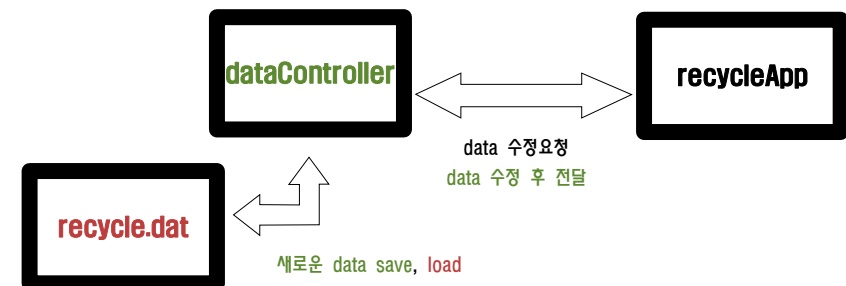 dataController
recycleApp
data 수정요청
data 수정 후 전달
recycle.dat
새로운 data save, load